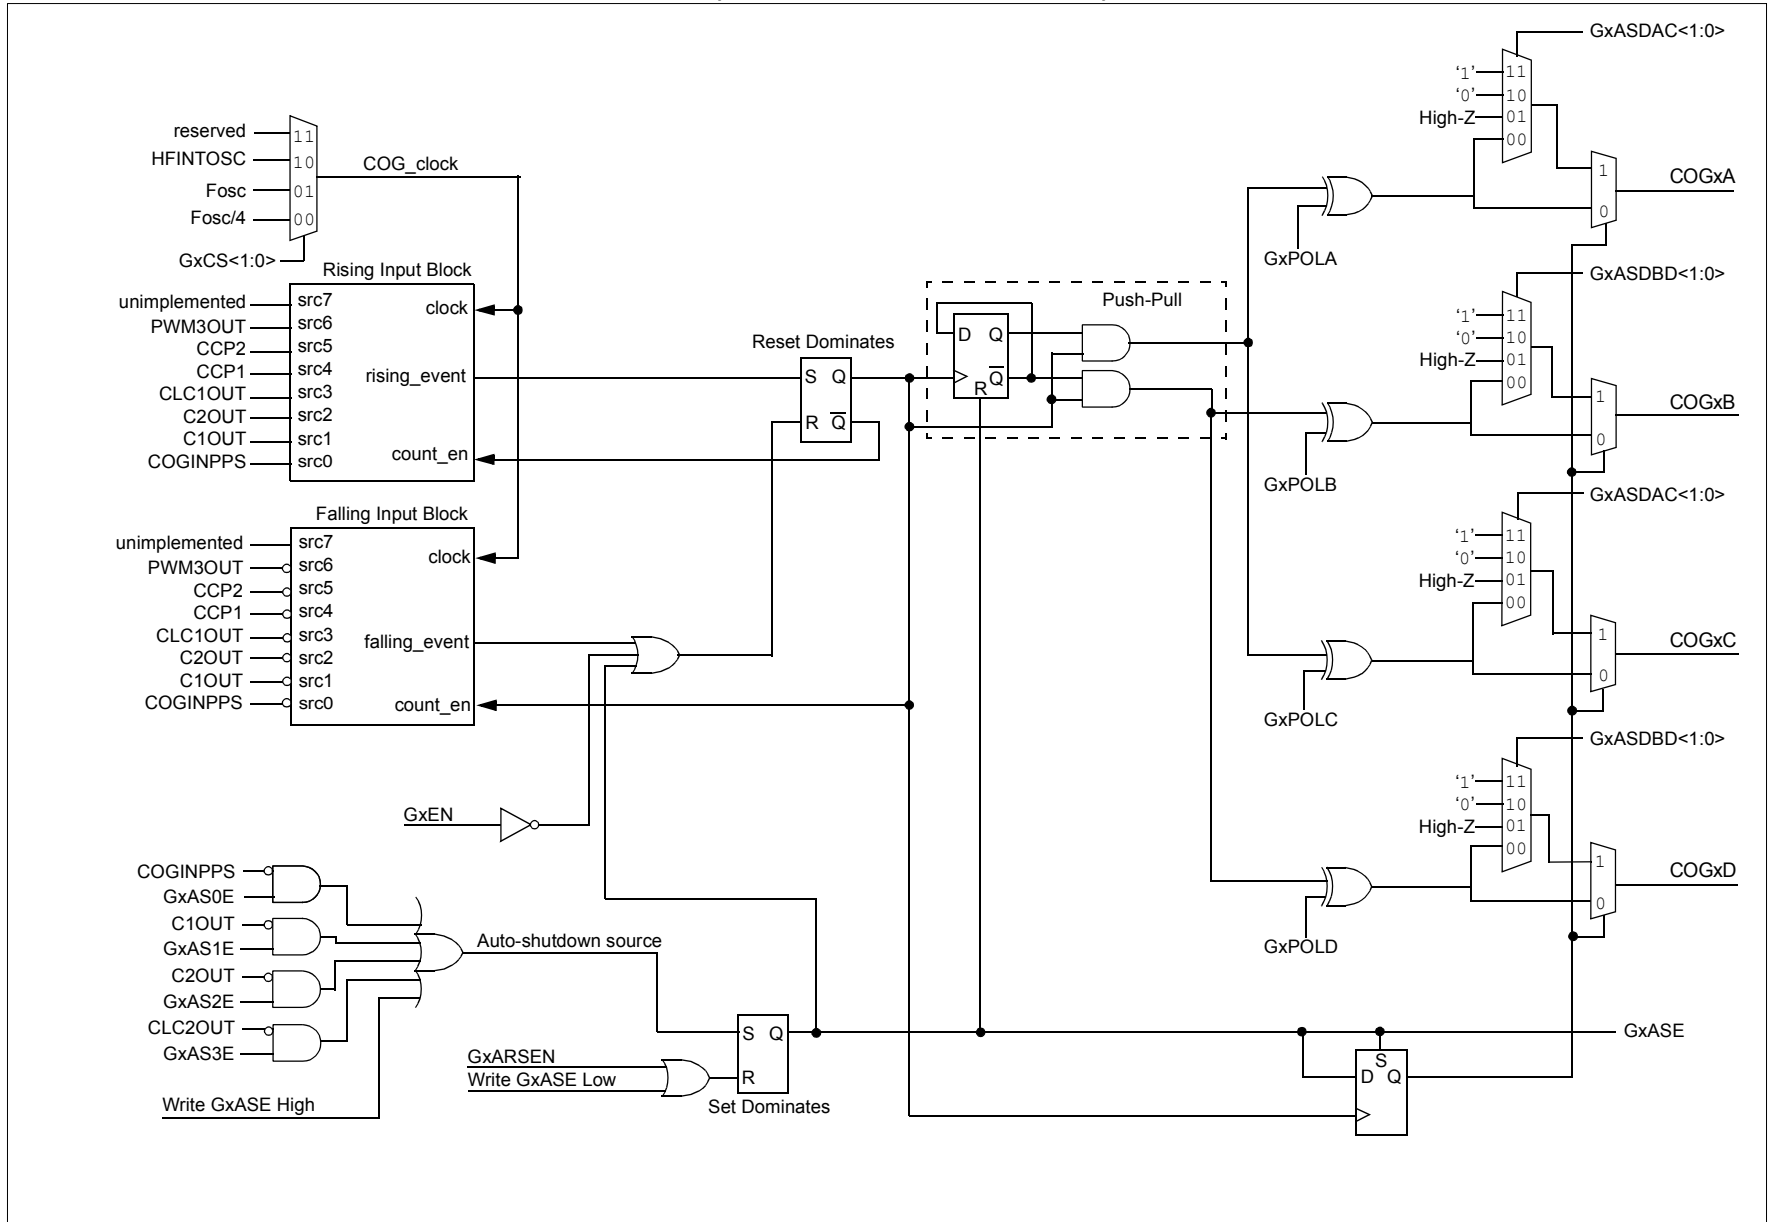 GxASDAC<1:0>
‘1’ 11
‘0’ 10
High-Z 01
00
1
0
COGxA
GxPOLA
reserved 11
HFINTOSC 10
Fosc 01
Fosc/4 00
COG_clock
GxCS<1:0>
Rising Input Block
unimplemented src7
PWM3OUT src6
CCP2 src5
CCP1 src4
CLC1OUT src3
C2OUT src2
C1OUT src1
COGINPPS src0
clock
rising_event
count_en
Reset Dominates
S Q
R Q
Push-Pull
D Q
Q
R
GxASDBD<1:0>
‘1’ 11
‘0’ 10
High-Z 01
00
1
0
COGxB
GxPOLB
Falling Input Block
unimplemented src7
PWM3OUT src6
CCP2 src5
CCP1 src4
CLC1OUT src3
C2OUT src2
C1OUT src1
COGINPPS src0
clock
falling_event
count_en
GxASDAC<1:0>
‘1’ 11
‘0’ 10
High-Z 01
00
1
0
COGxC
GxPOLC
GxEN
GxASDBD<1:0>
‘1’ 11
‘0’ 10
High-Z 01
00
1
0
COGxD
GxPOLD
COGINPPS
GxAS0E
C1OUT
GxAS1E
C2OUT
GxAS2E
CLC2OUT
GxAS3E
Auto-shutdown source
Write GxASE High
GxARSEN
Write GxASE Low
S Q
R
Set Dominates
GxASE
S
D Q